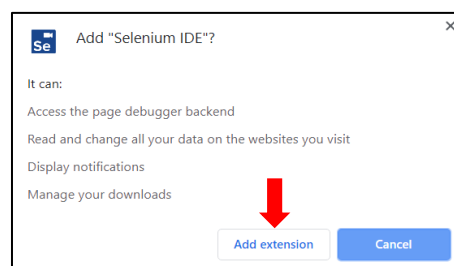 Se
Add "Selenium IDE"?
It can:
Access the page debugger backend
Read and change all your data on the websites you visit
Display notifications
Manage your downloads
Add extension
Cancel